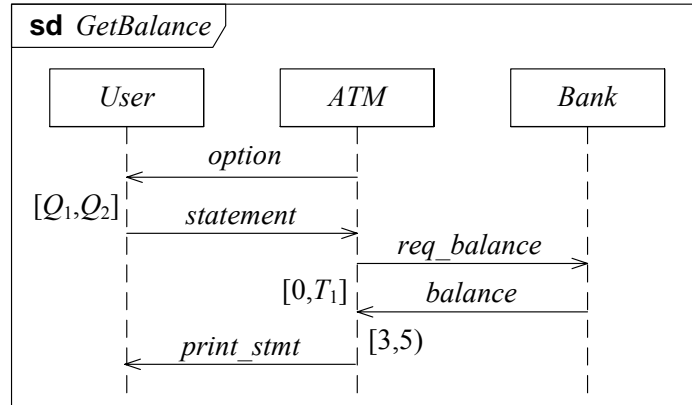 sd GetBalance
User ATM Bank
option
[Q₁,Q₂]
statement
req_balance
[0,T₁] balance
print_stmt [3,5)